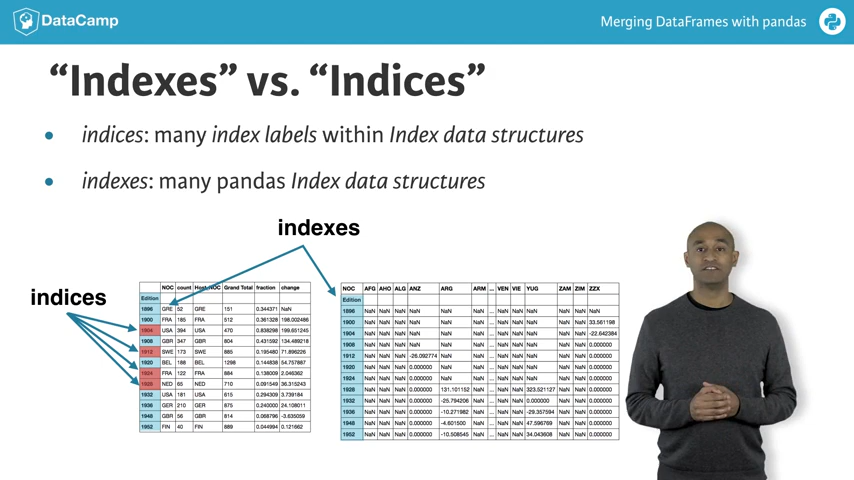 DataCamp
Merging DataFrames with pandas
“Indexes” vs. “Indices”
• indices: many index labels within Index data structures
• indexes: many pandas Index data structures
indexes
indices
NOC count Host_NOC Grand Total fraction change
Edition
1896 GRE 52 GRE 151 0.344371 NaN
1900 FRA 185 FRA 512 0.361328 198.002486
1904 USA 394 USA 470 0.838298 199.651245
1908 GBR 347 GBR 804 0.431592 134.489218
1912 SWE 173 SWE 885 0.195480 71.896226
1920 BEL 188 BEL 1298 0.144838 54.757887
1924 FRA 122 FRA 884 0.138009 2.046362
1928 NED 65 NED 710 0.091549 36.315243
1932 USA 181 USA 615 0.294309 3.739184
1936 GER 210 GER 875 0.240000 24.108011
1948 GBR 56 GBR 814 0.068796 -3.635059
1952 FIN 40 FIN 889 0.044994 0.121662
NOC AFG AHO ALG ANZ ARG ARM ... VEN VIE YUG ZAM ZIM ZZX
Edition
1896 NaN NaN NaN NaN NaN NaN ... NaN NaN NaN NaN NaN NaN
1900 NaN NaN NaN NaN NaN NaN ... NaN NaN NaN NaN NaN 33.561198
1904 NaN NaN NaN NaN NaN NaN ... NaN NaN NaN NaN NaN -22.642384
1908 NaN NaN NaN NaN NaN NaN ... NaN NaN NaN NaN NaN 0.000000
1912 NaN NaN NaN -26.092774 NaN NaN ... NaN NaN NaN NaN NaN 0.000000
1920 NaN NaN NaN 0.000000 NaN NaN ... NaN NaN NaN NaN NaN 0.000000
1924 NaN NaN NaN 0.000000 NaN NaN ... NaN NaN NaN NaN NaN 0.000000
1928 NaN NaN NaN 0.000000 131.101152 NaN ... NaN NaN 323.521127 NaN NaN 0.000000
1932 NaN NaN NaN 0.000000 -25.794206 NaN ... NaN NaN 0.000000 NaN NaN 0.000000
1936 NaN NaN NaN 0.000000 -10.271982 NaN ... NaN NaN -29.357594 NaN NaN 0.000000
1948 NaN NaN NaN 0.000000 -4.601500 NaN ... NaN NaN 47.596769 NaN NaN 0.000000
1952 NaN NaN NaN 0.000000 -10.508545 NaN ... NaN NaN 34.043608 NaN NaN 0.000000